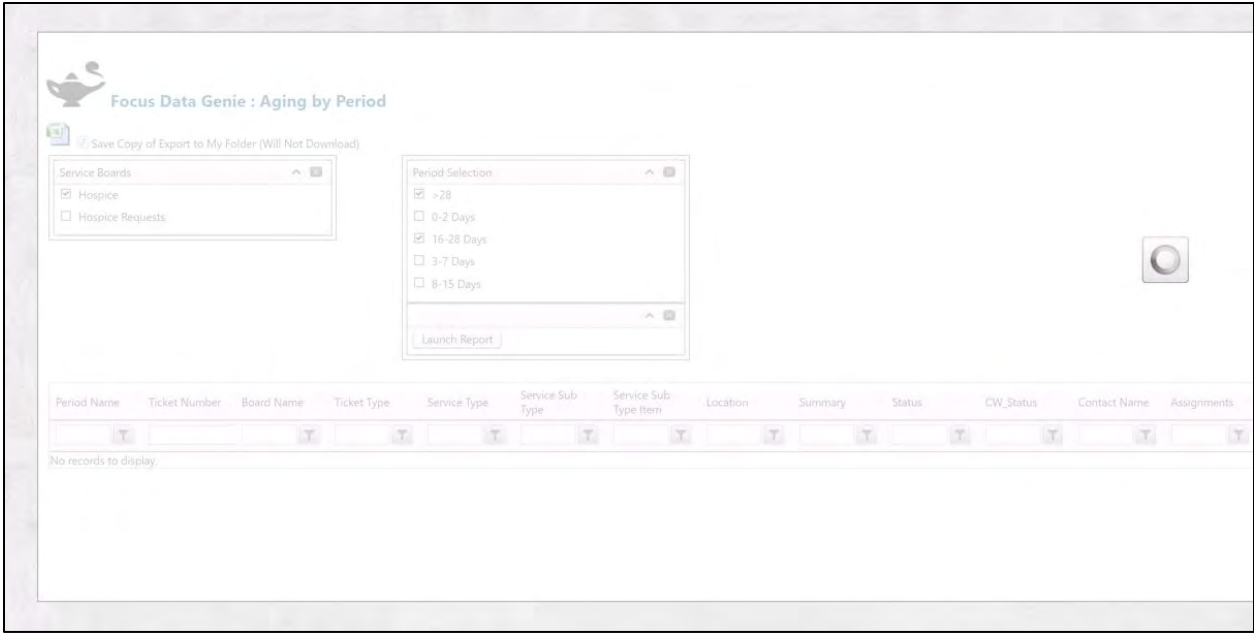 Focus Data Genie : Aging by Period
Save Copy of Export to My Folder (Will Not Download)
Service Boards
Hospice
Hospice Requests
Period Selection
>28
0-2 Days
16-28 Days
3-7 Days
8-15 Days
Launch Report
Period Name Ticket Number Board Name Ticket Type Service Type Service Sub Type Service Sub Type Item Location Summary Status CW_Status Contact Name Assignments
No records to display.